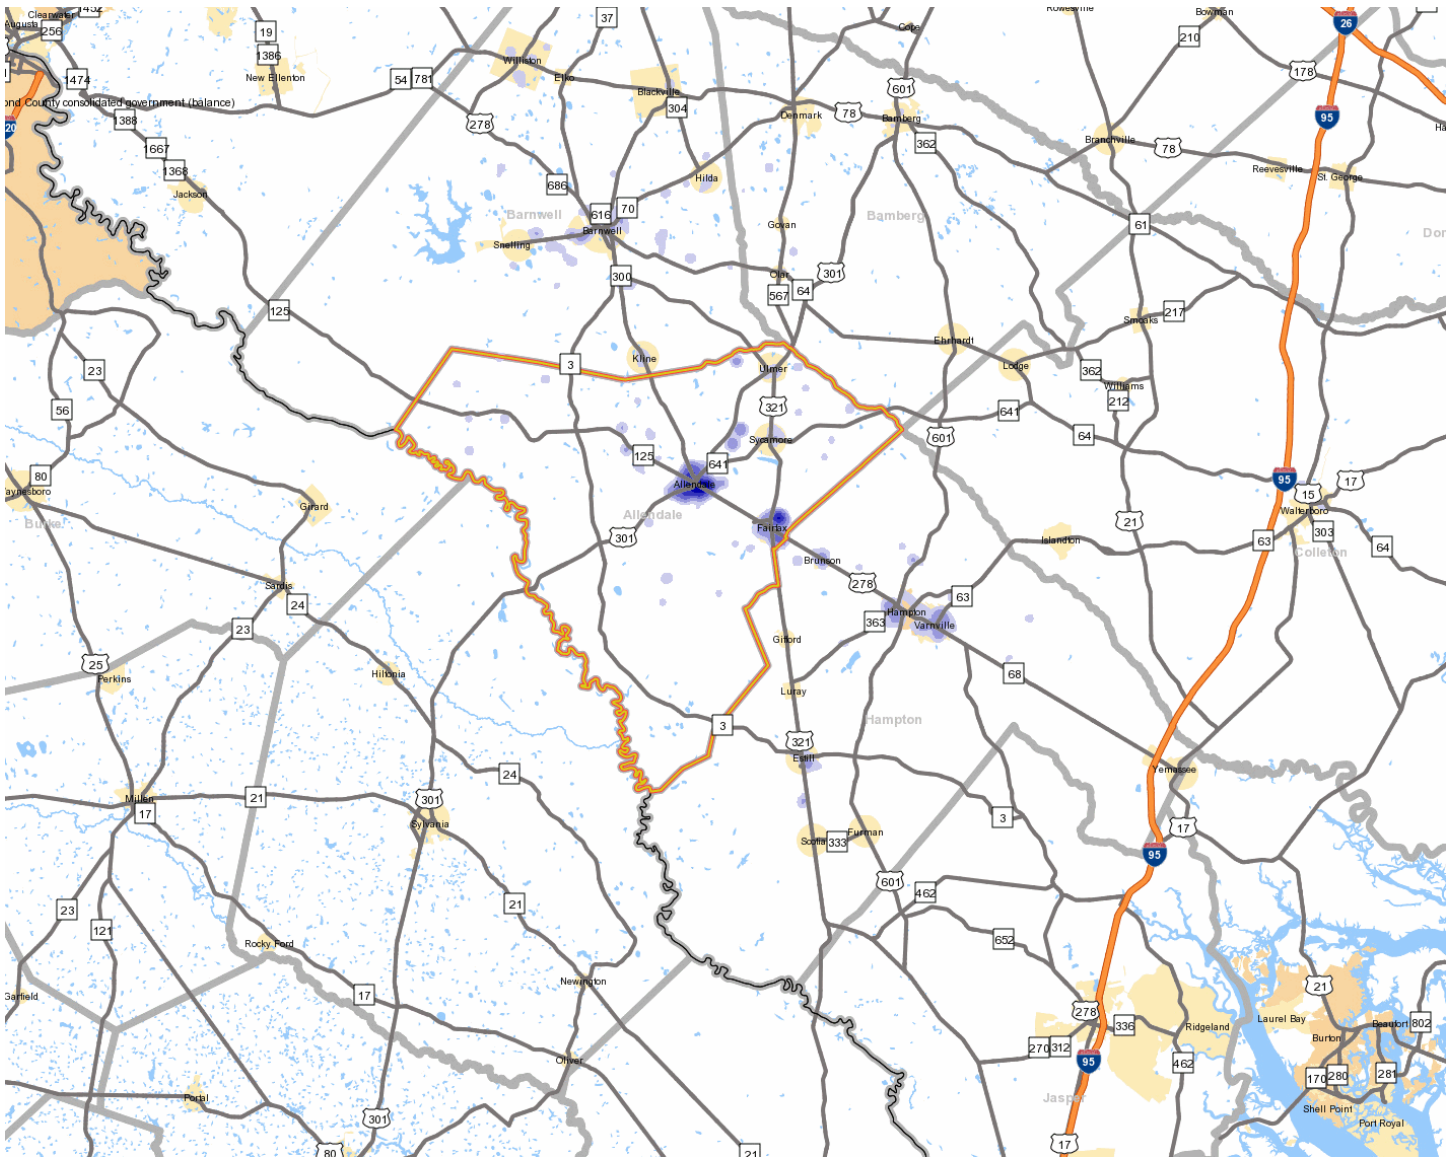 Clearwater
1452
Augusta
256
19
37
Bowman
26
Cope
210
1386
Williston
54
781
Elko
178
1474
New Ellenton
Blackville
601
304
ond County consolidated government (balance)
Denmark
78
Bamberg
95
20
1388
278
362
Branchville
78
1667
Reevesville
St. George
1368
Hilda
686
Jackson
70
616
Barnwell
Bamberg
Govan
61
Barnwell
Snelling
Dor
300
Olar
301
567
64
125
217
Smoaks
Ehrhardt
3
Kline
Lodge
Ulmer
23
362
Williams
212
56
321
641
601
64
Sycamore
125
641
80
95
17
Allendale
15
aynesboro
Girard
Walterboro
Allendale
21
Burke
Fairfax
303
301
Islandton
63
64
Colleton
Brunson
278
Sardis
63
24
Hampton
363
Varnville
23
Gifford
25
68
Hiltonia
Perkins
Luray
3
Hampton
321
Estill
24
Yemassee
21
301
Millen
17
3
Sylvania
17
Scotia
333
Furman
95
601
462
21
23
121
652
Rocky Ford
Newington
21
17
Garfield
278
Laurel Bay
336
Ridgeland
Beaufort
802
Burton
270
312
95
Oliver
462
170
280
281
Portal
Jasper
Shell Point
301
Port Royal
17
80
21